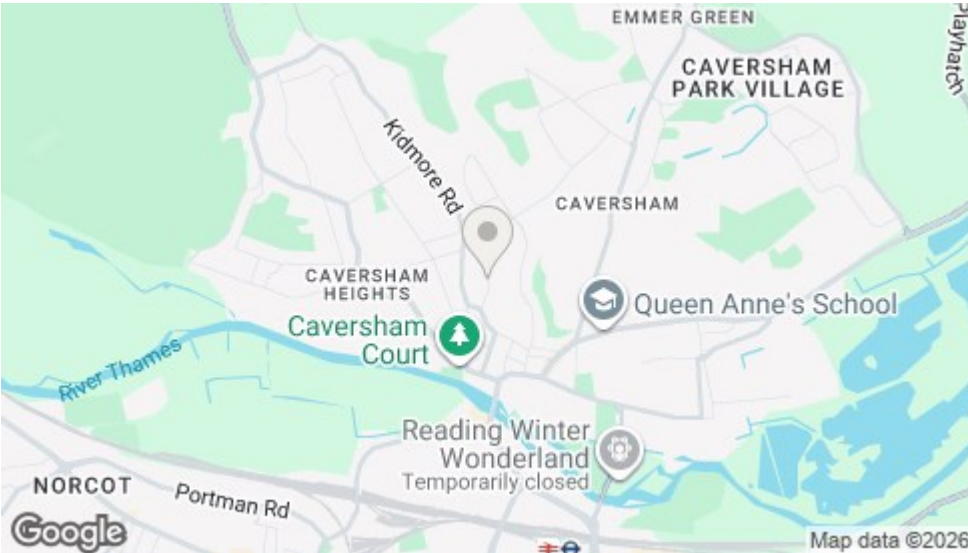 EMMER GREEN
Playhatch
CAVERSHAM
PARK VILLAGE
Kidmore Rd
CAVERSHAM
CAVERSHAM
HEIGHTS
Queen Anne's School
Caversham
Court
River Thames
Reading Winter
Wonderland
Temporarily closed
NORCOT
Portman Rd
Google
Map data ©2026